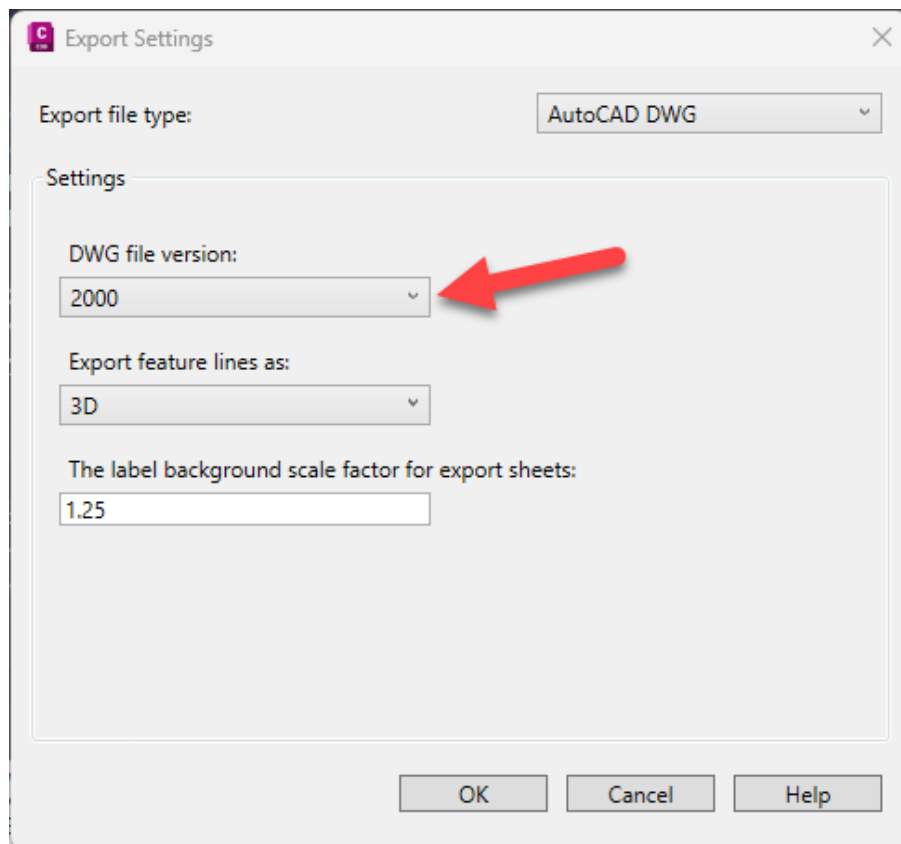 Export Settings
Export file type:
AutoCAD DWG
Settings
DWG file version:
2000
Export feature lines as:
3D
The label background scale factor for export sheets:
1.25
OK
Cancel
Help